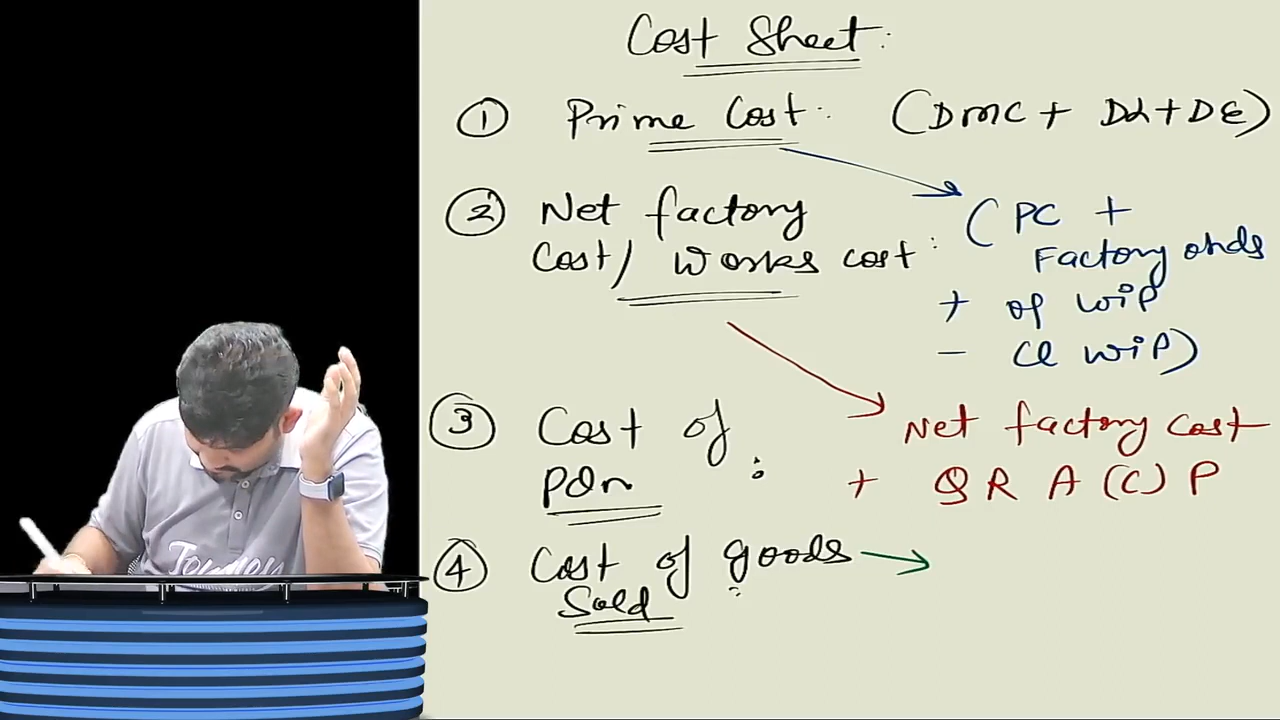 Cost Sheet:
① Prime Cost: (DMC + DL + DE)
② Net factory
Cost / Works cost :
( PC +
Factory ohds
+ op WiP
- Cl WiP)
③ Cost of
Pdn :
Net factory Cost
+ Q R A (C) P
④ Cost of goods →
Sold